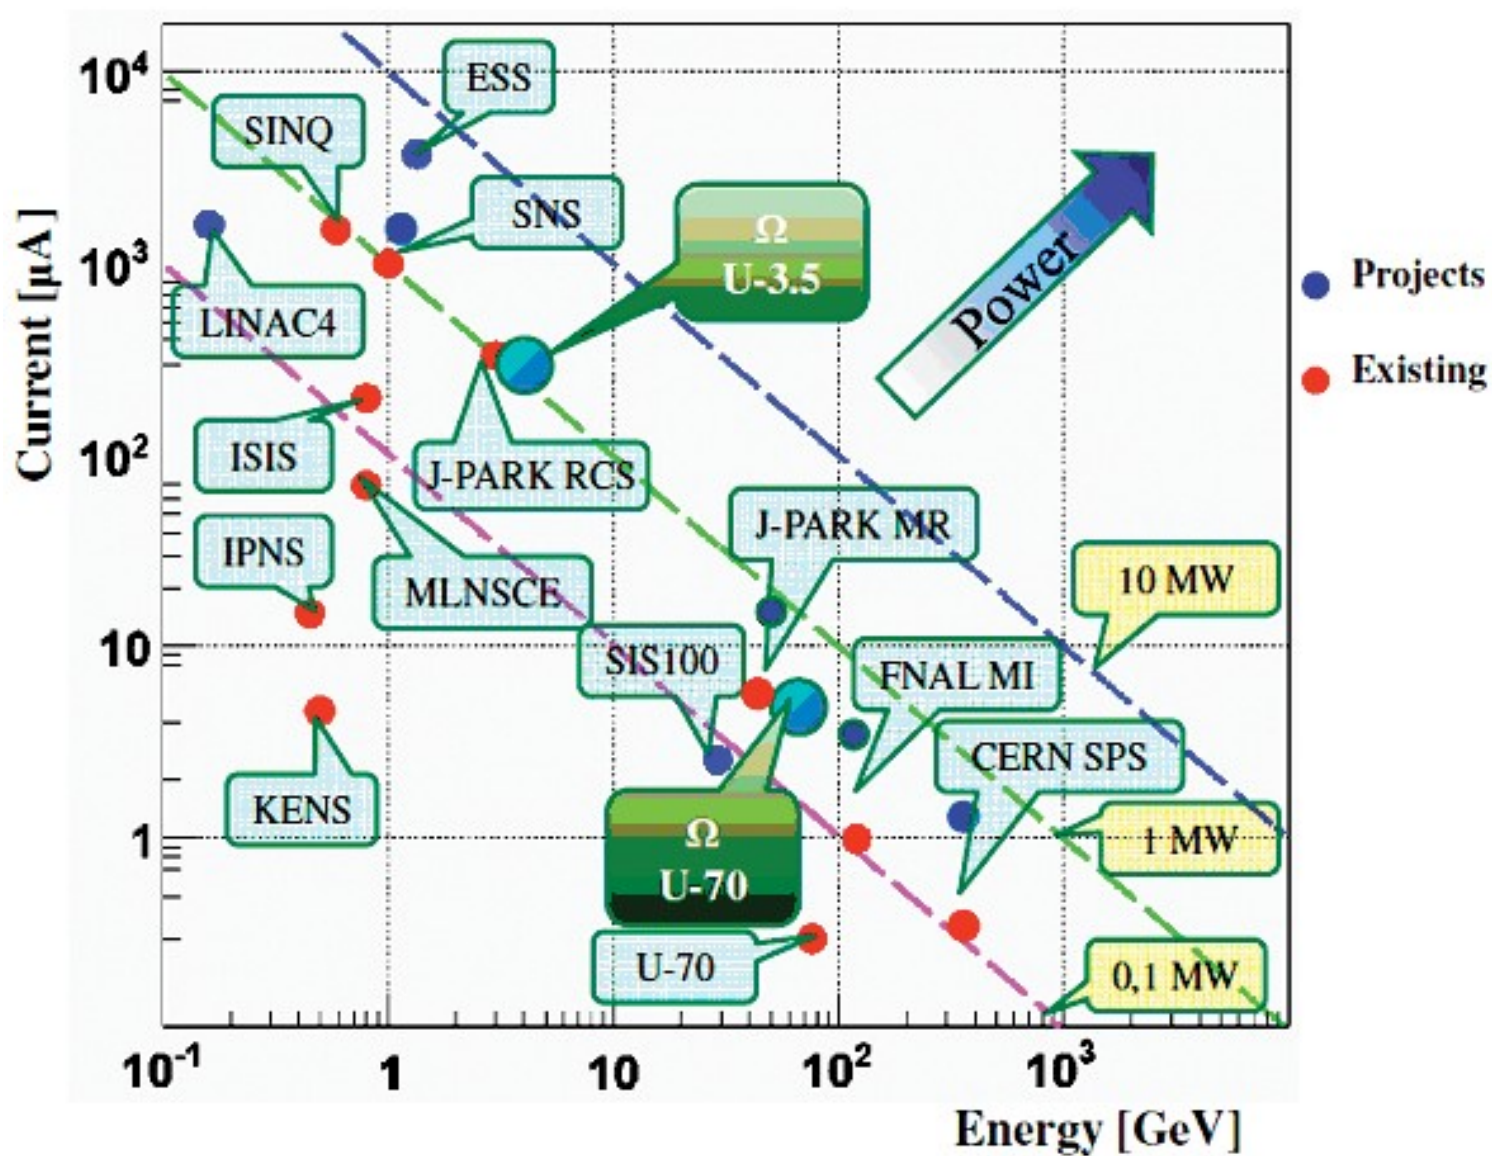 10⁴
ESS
SINQ
SNS
Ω
U-3.5
Power
10³
Projects
LINAC4
Existing
Current [µA]
10²
ISIS
J-PARK RCS
J-PARK MR
IPNS
MLNSCE
10 MW
10
SIS100
FNAL MI
CERN SPS
KENS
1
Ω
U-70
1 MW
U-70
0,1 MW
10⁻¹ 1 10 10² 10³
Energy [GeV]